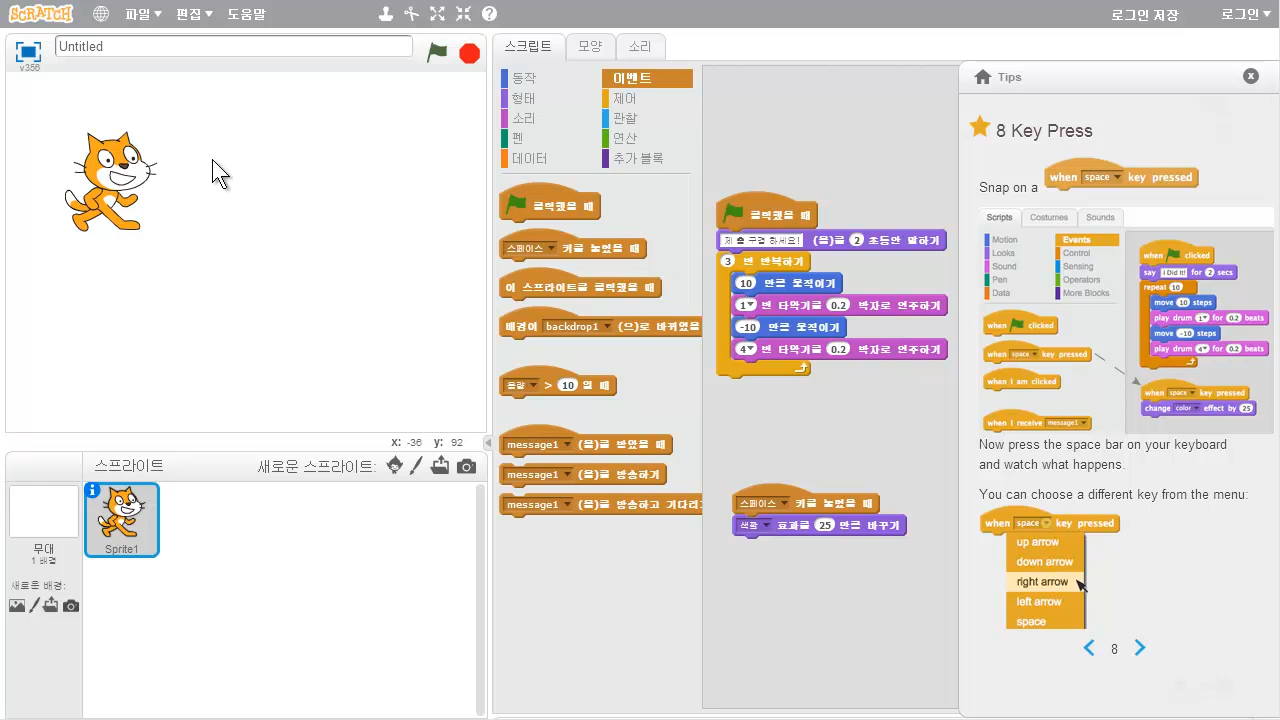 SCRATCH 파일▼ 편집▼ 도움말 로그인 저장 로그인▼
v356 Untitled
스크립트 모양 소리
동작 이벤트
형태 제어
소리 관찰
펜 연산
데이터 추가 블록
클릭했을 때
스페이스▼ 키를 눌렀을 때
이 스프라이트를 클릭했을 때
배경이 backdrop1▼ (으)로 바뀌었을
음량▼ > 10 일 때
message1▼ (을)를 받았을 때
message1▼ (을)를 방송하기
message1▼ (을)를 방송하고 기다리기
클릭했을 때
(을)를 2 초동안 말하기
3 번 반복하기
10 만큼 움직이기
1▼ 번 타악기를 0.2 박자로 연주하기
-10 만큼 움직이기
4▼ 번 타악기를 0.2 박자로 연주하기
스페이스▼ 키를 눌렀을 때
색깔▼ 효과를 25 만큼 바꾸기
x: -36 y: 92
스프라이트 새로운 스프라이트:
무대
1 배경
새로운 배경:
Sprite1
Tips
8 Key Press
Snap on a when space▼ key pressed
Scripts Costumes Sounds
Motion Events
Looks Control
Sound Sensing
Pen Operators
Data More Blocks
when clicked
when space▼ key pressed
when I am clicked
when I receive message1▼
when clicked
say I Did It! for 2 secs
repeat 10
move 10 steps
play drum 1▼ for 0.2 beats
move -10 steps
play drum 4▼ for 0.2 beats
when space▼ key pressed
change color▼ effect by 25
Now press the space bar on your keyboard
and watch what happens.
You can choose a different key from the menu:
when space key pressed
up arrow
down arrow
right arrow
left arrow
space
8